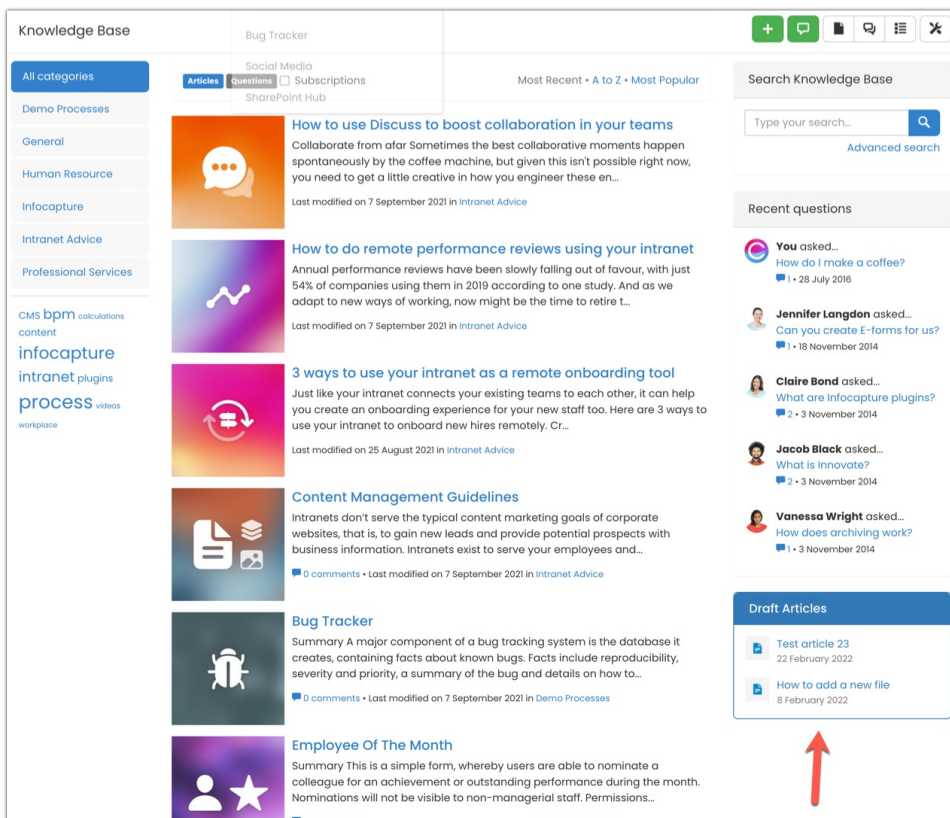 Knowledge Base
Bug Tracker
Social Media
SharePoint Hub
All categories
Demo Processes
General
Human Resource
Infocapture
Intranet Advice
Professional Services
CMS bpm calculations
content
infocapture
intranet plugins
process videos
workplace
Articles Questions Subscriptions
Most Recent • A to Z • Most Popular
How to use Discuss to boost collaboration in your teams
Collaborate from afar Sometimes the best collaborative moments happen
spontaneously by the coffee machine, but given this isn't possible right now,
you need to get a little creative in how you engineer these en...
Last modified on 7 September 2021 in Intranet Advice
How to do remote performance reviews using your intranet
Annual performance reviews have been slowly falling out of favour, with just
54% of companies using them in 2019 according to one study. And as we
adapt to new ways of working, now might be the time to retire t...
Last modified on 7 September 2021 in Intranet Advice
3 ways to use your intranet as a remote onboarding tool
Just like your intranet connects your existing teams to each other, it can help
you create an onboarding experience for your new staff too. Here are 3 ways to
use your intranet to onboard new hires remotely. Cr...
Last modified on 25 August 2021 in Intranet Advice
Content Management Guidelines
Intranets don't serve the typical content marketing goals of corporate
websites, that is, to gain new leads and provide potential prospects with
business information. Intranets exist to serve your employees and...
0 comments • Last modified on 7 September 2021 in Intranet Advice
Bug Tracker
Summary A major component of a bug tracking system is the database it
creates, containing facts about known bugs. Facts include reproducibility,
severity and priority, a summary of the bug and details on how to...
0 comments • Last modified on 7 September 2021 in Demo Processes
Employee Of The Month
Summary This is a simple form, whereby users are able to nominate a
colleague for an achievement or outstanding performance during the month.
Nominations will not be visible to non-managerial staff. Permissions...
Search Knowledge Base
Type your search...
Advanced search
Recent questions
You asked...
How do I make a coffee?
1 • 28 July 2016
Jennifer Langdon asked...
Can you create E-forms for us?
1 • 18 November 2014
Claire Bond asked...
What are Infocapture plugins?
2 • 3 November 2014
Jacob Black asked...
What is Innovate?
2 • 3 November 2014
Vanessa Wright asked...
How does archiving work?
1 • 3 November 2014
Draft Articles
Test article 23
22 February 2022
How to add a new file
8 February 2022